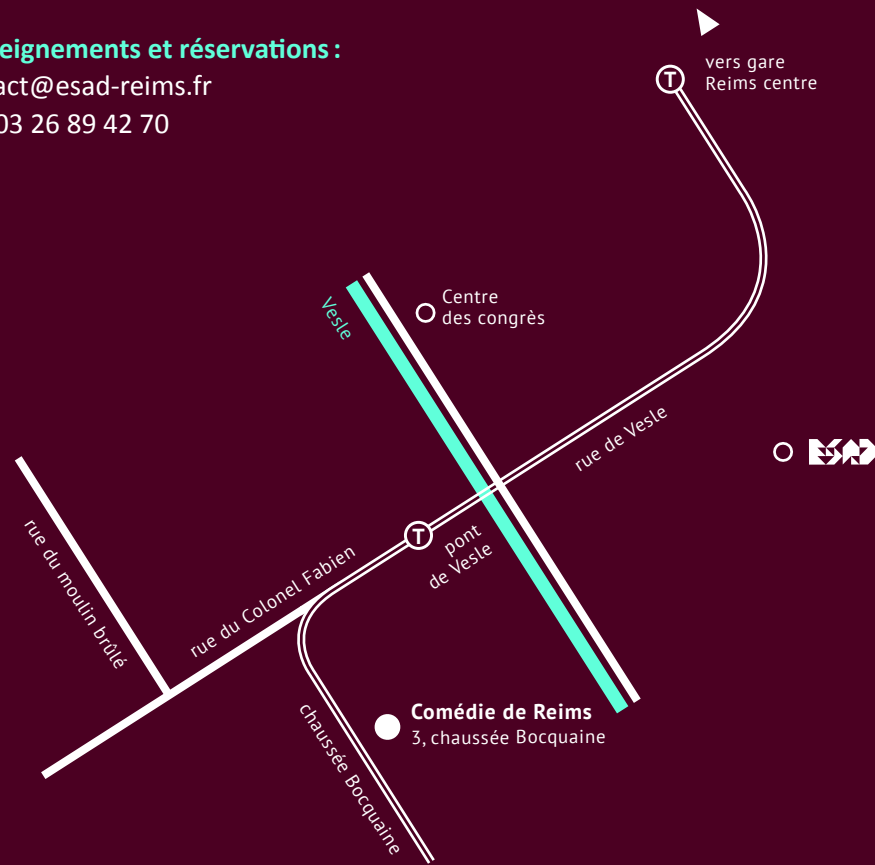 eignements et réservations :
act@esad-reims.fr
03 26 89 42 70
vers gare
Reims centre
T
Centre
des congrès
Vesle
rue de Vesle
ESAD
T
pont
de Vesle
rue du Colonel Fabien
rue du moulin brûlé
Comédie de Reims
3, chaussée Bocquaine
chaussée Bocquaine